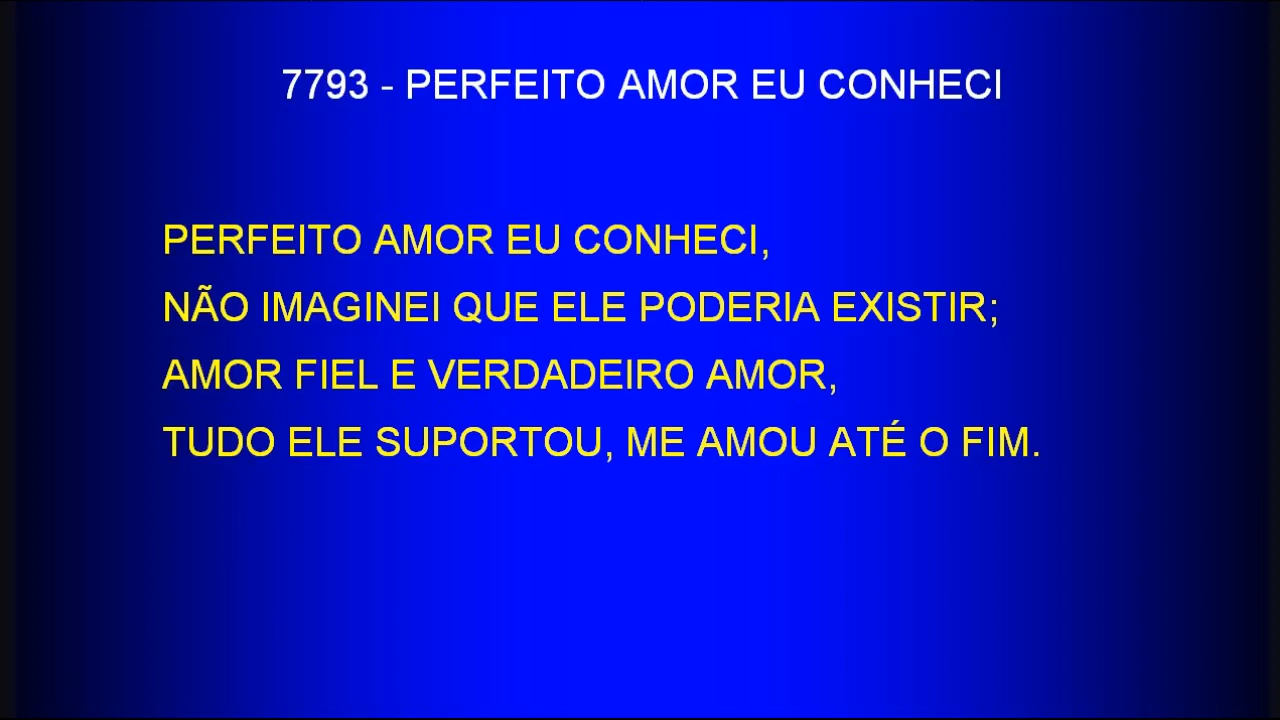 7793 - PERFEITO AMOR EU CONHECI
PERFEITO AMOR EU CONHECI,
NÃO IMAGINEI QUE ELE PODERIA EXISTIR;
AMOR FIEL E VERDADEIRO AMOR,
TUDO ELE SUPORTOU, ME AMOU ATÉ O FIM.